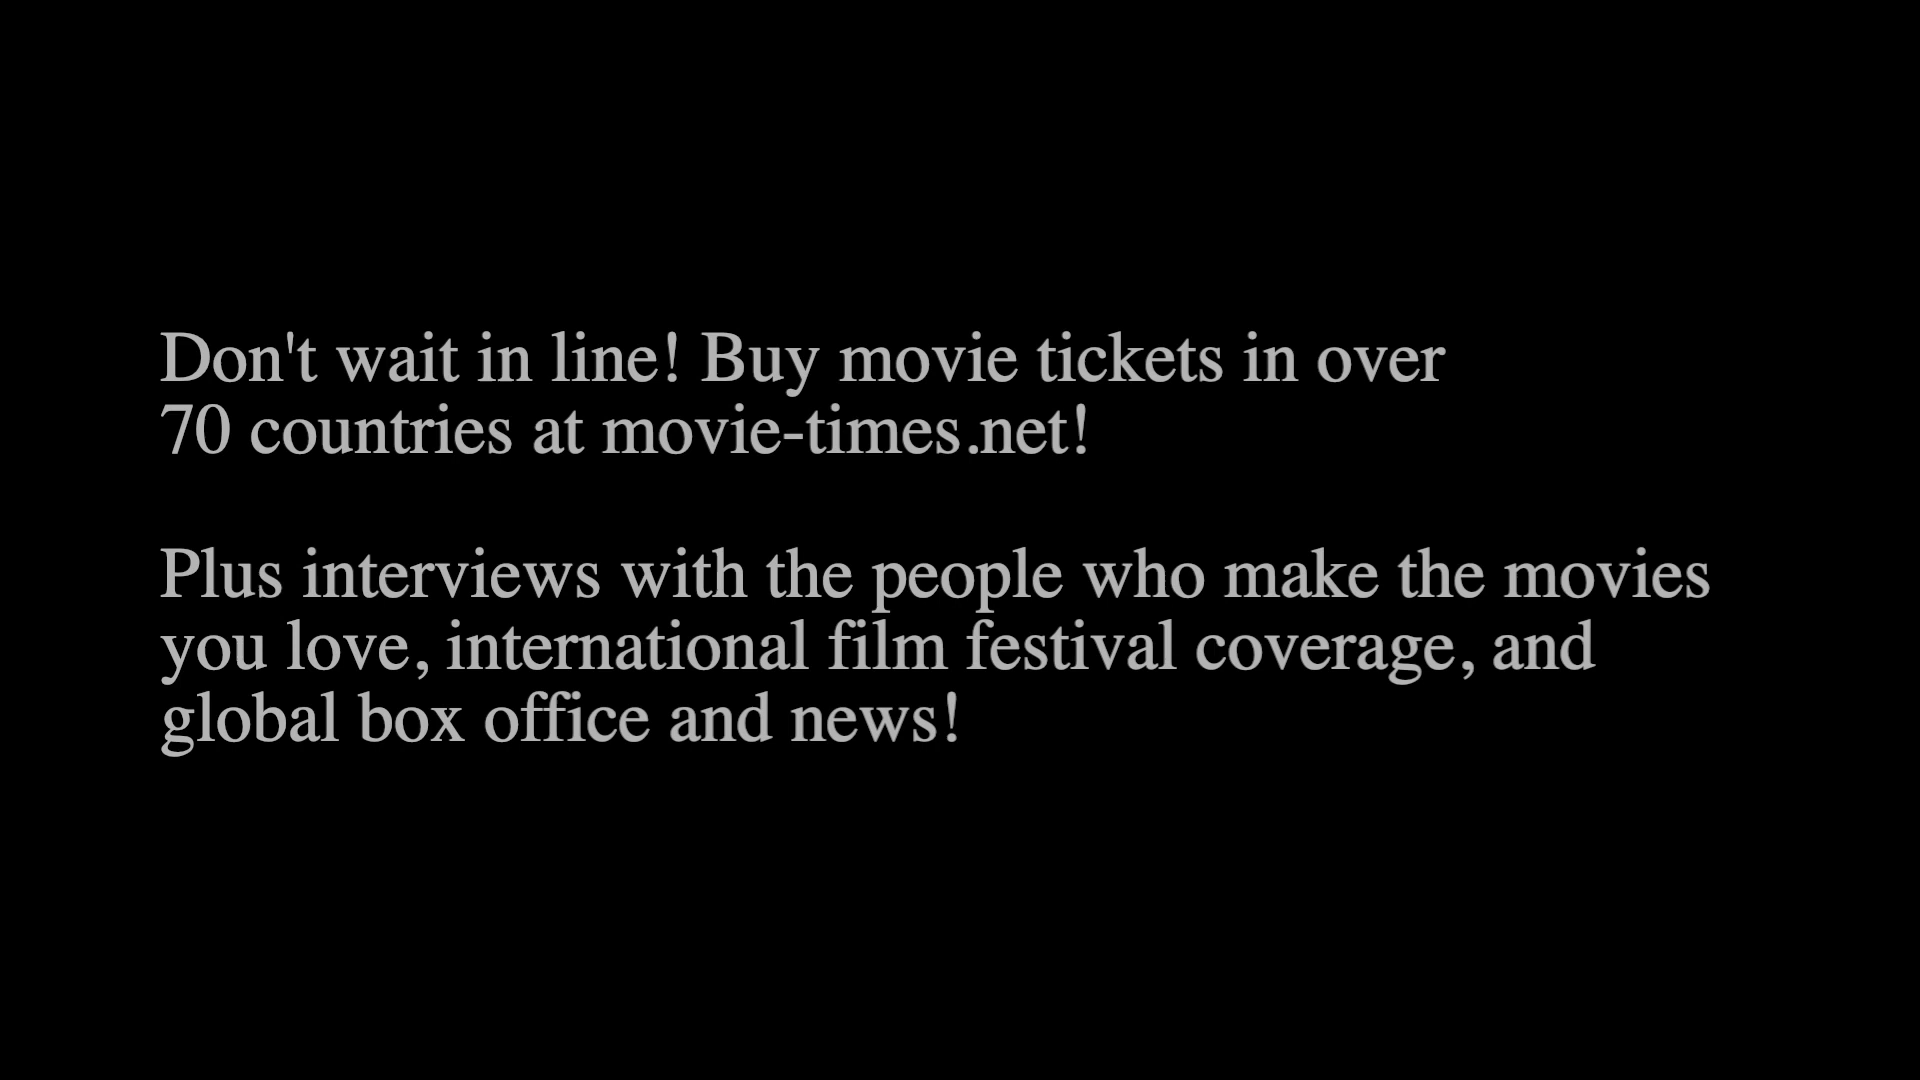 Don't wait in line! Buy movie tickets in over
70 countries at movie-times.net!
Plus interviews with the people who make the movies
you love, international film festival coverage, and
global box office and news!